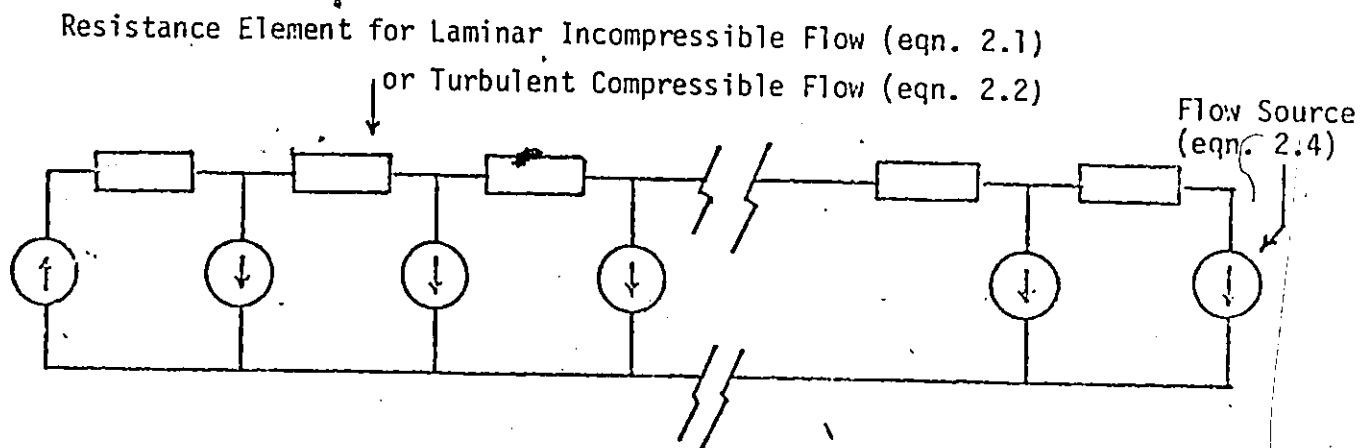 Resistance Element for Laminar Incompressible Flow (eqn. 2.1)
or Turbulent Compressible Flow (eqn. 2.2)
Flow Source
(eqn. 2.4)